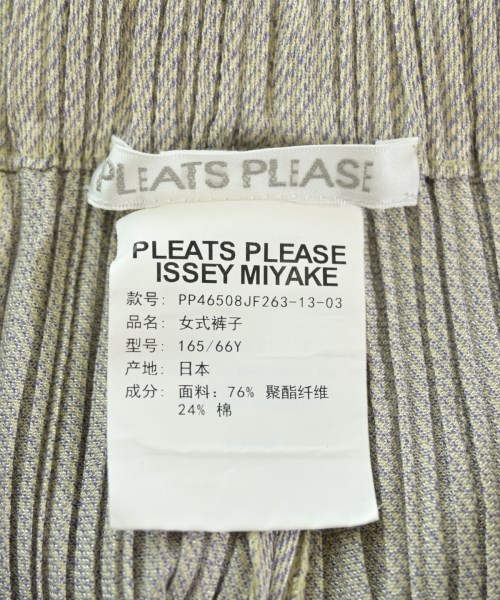 PLEATS PLEASE
PLEATS PLEASE
ISSEY MIYAKE
款号: PP46508JF263-13-03
品名: 女式裤子
型号: 165/66Y
产地: 日本
成分: 面料: 76% 聚酯纤维
24% 棉